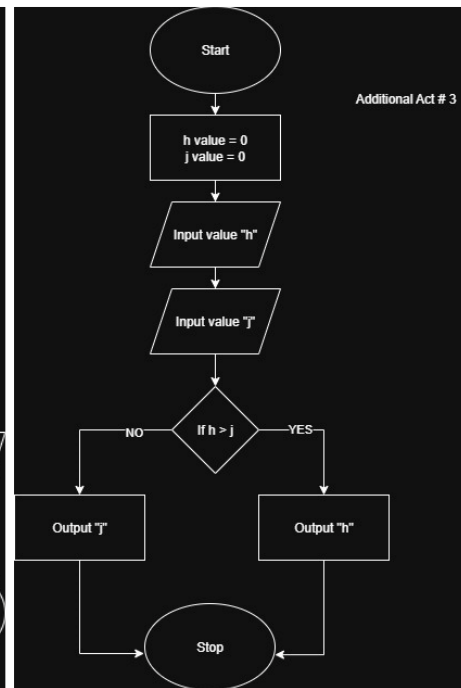 Start
Additional Act # 3
h value = 0
j value = 0
Input value "h"
Input value "j"
If h > j
NO
YES
Output "j"
Output "h"
Stop